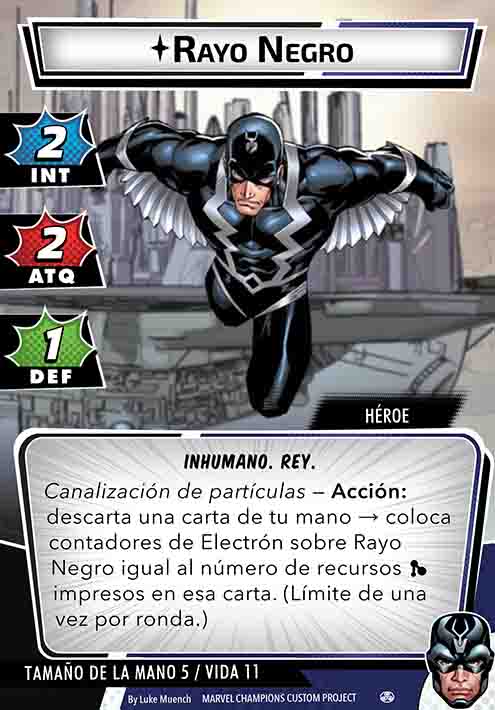 Rayo Negro
2
INT
2
ATQ
1
DEF
HÉROE
INHUMANO. REY.
Canalización de partículas – Acción:
descarta una carta de tu mano → coloca
contadores de Electrón sobre Rayo
Negro igual al número de recursos
impresos en esa carta. (Límite de una
vez por ronda.)
TAMAÑO DE LA MANO 5 / VIDA 11
By Luke Muench MARVEL CHAMPIONS CUSTOM PROJECT